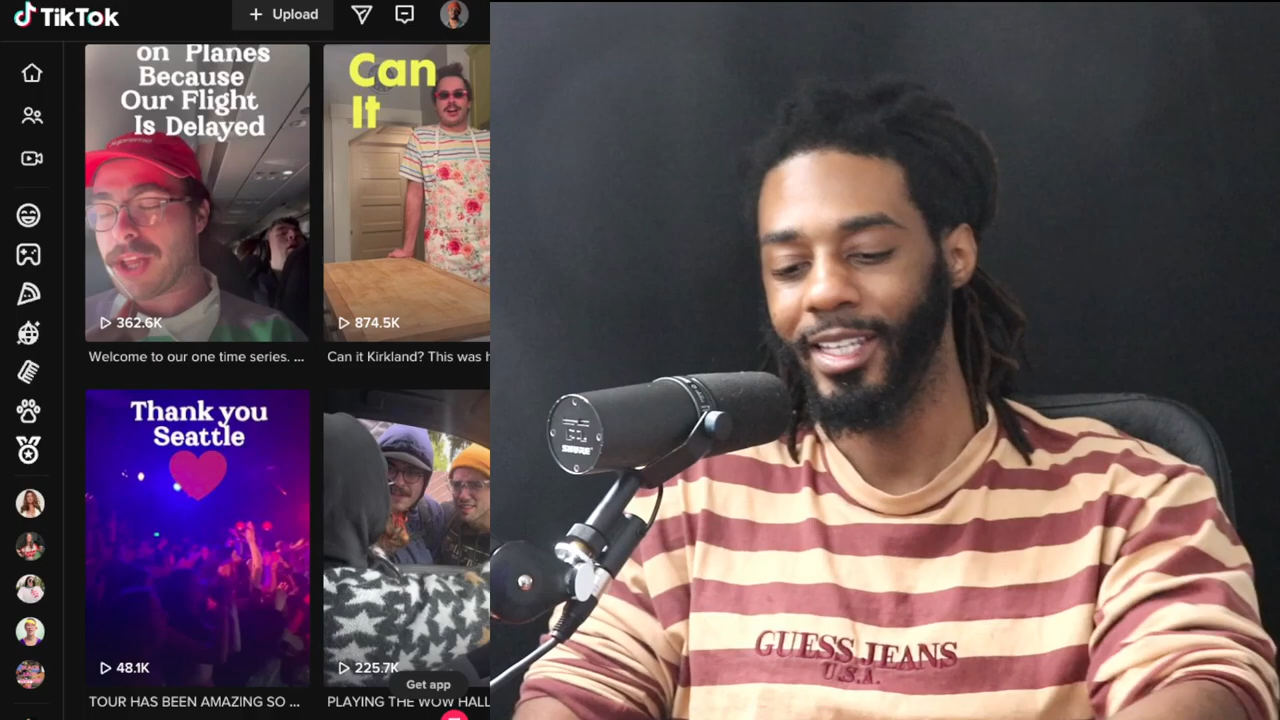 TikTok
+ Upload
on Planes
Because
Our Flight
Is Delayed
Supreme
362.6K
Welcome to our one time series. ...
Can
It
874.5K
Can it Kirkland? This was h
Thank you
Seattle
48.1K
TOUR HAS BEEN AMAZING SO ...
225.7K
Get app
PLAYING THE WOW HALL
SHURE
GUESS JEANS
U.S.A.